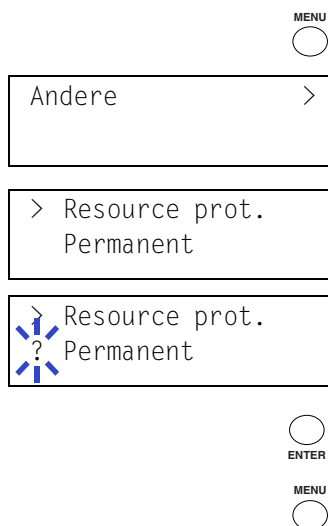 MENU
Andere >
> Resource prot.
Permanent
> Resource prot.
? Permanent
ENTER
MENU